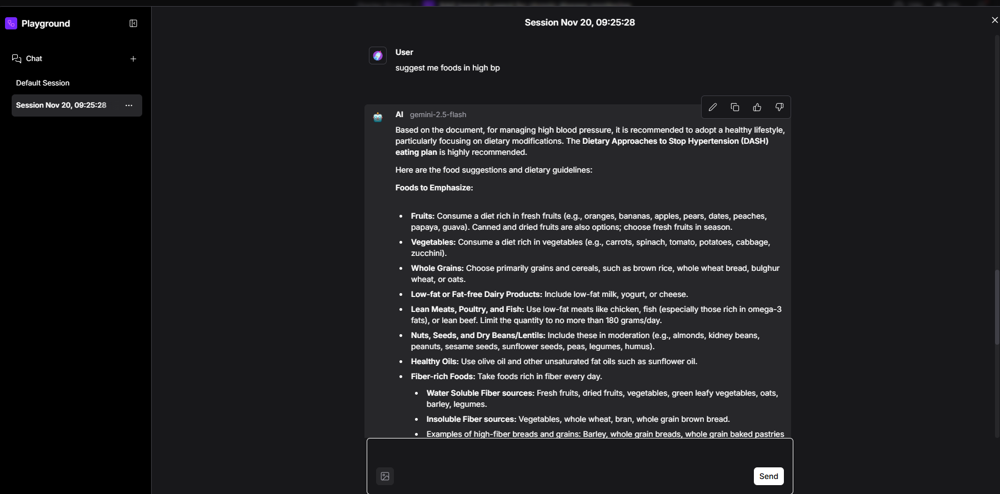 Playground
Chat
Default Session
Session Nov 20, 09:25:28
Session Nov 20, 09:25:28
User
suggest me foods in high bp
AI gemini-2.5-flash
Based on the document, for managing high blood pressure, it is recommended to adopt a healthy lifestyle,
particularly focusing on dietary modifications. The Dietary Approaches to Stop Hypertension (DASH)
eating plan is highly recommended.
Here are the food suggestions and dietary guidelines:
Foods to Emphasize:
• Fruits: Consume a diet rich in fresh fruits (e.g., oranges, bananas, apples, pears, dates, peaches,
papaya, guava). Canned and dried fruits are also options; choose fresh fruits in season.
• Vegetables: Consume a diet rich in vegetables (e.g., carrots, spinach, tomato, potatoes, cabbage,
zucchini).
• Whole Grains: Choose primarily grains and cereals, such as brown rice, whole wheat bread, bulghur
wheat, or oats.
• Low-fat or Fat-free Dairy Products: Include low-fat milk, yogurt, or cheese.
• Lean Meats, Poultry, and Fish: Use low-fat meats like chicken, fish (especially those rich in omega-3
fats), or lean beef. Limit the quantity to no more than 180 grams/day.
• Nuts, Seeds, and Dry Beans/Lentils: Include these in moderation (e.g., almonds, kidney beans,
peanuts, sesame seeds, sunflower seeds, peas, legumes, humus).
• Healthy Oils: Use olive oil and other unsaturated fat oils such as sunflower oil.
• Fiber-rich Foods: Take foods rich in fiber every day.
• Water Soluble Fiber sources: Fresh fruits, dried fruits, vegetables, green leafy vegetables, oats,
barley, legumes.
• Insoluble Fiber sources: Vegetables, whole wheat, bran, whole grain brown bread.
• Examples of high-fiber breads and grains: Barley, whole grain breads, whole grain baked pastries
Send